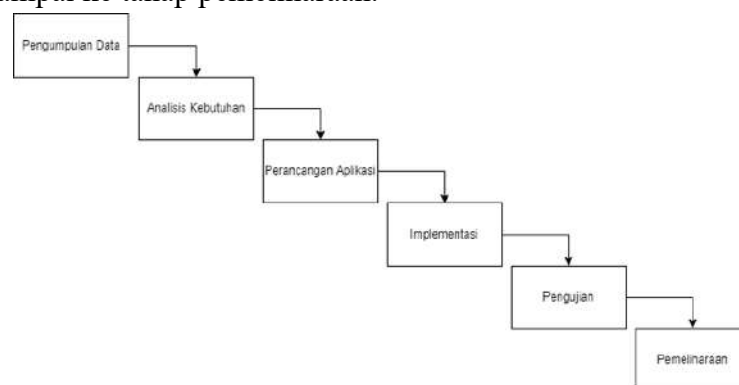 Pengumpulan Data
Analisis Kebutuhan
Perancangan Aplikasi
Implementasi
Pengujian
Pemeliharaan